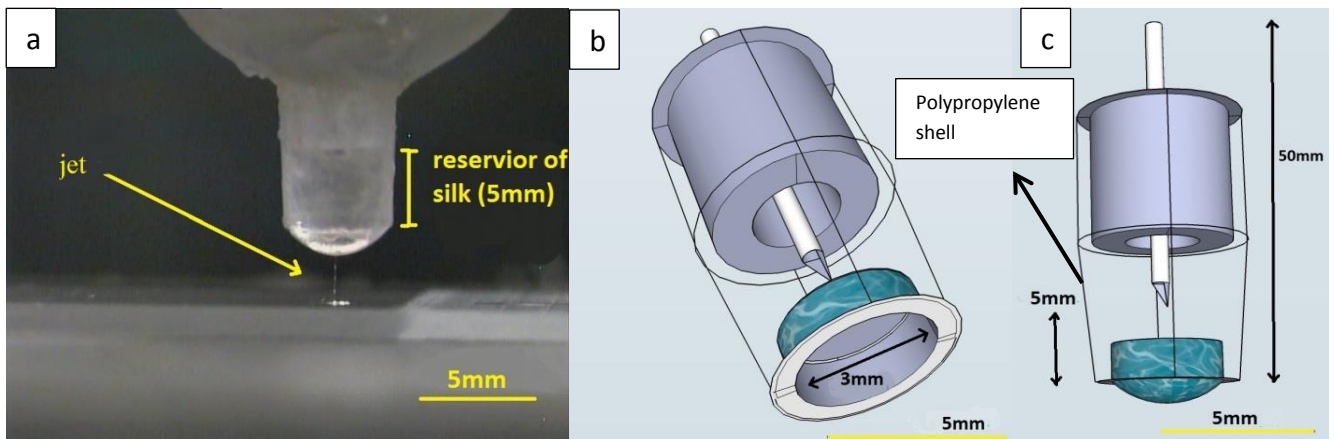 a
jet
reservior of
silk (5mm)
5mm
b
3mm
5mm
Polypropylene
shell
c
50mm
5mm
5mm